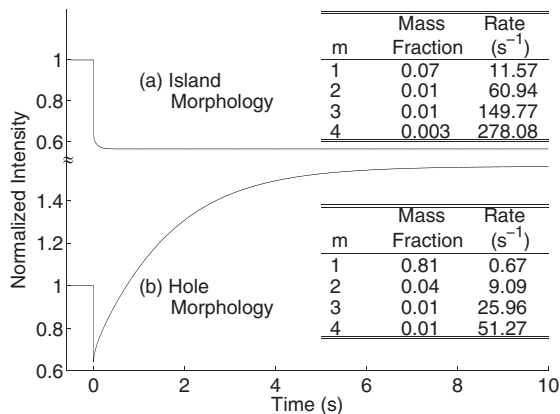 Normalized Intensity
1
0.8
0.6
≈
1.4
1.2
1
0.8
0.6
(a) Island
Morphology
Mass Rate
m Fraction (s⁻¹)
1 0.07 11.57
2 0.01 60.94
3 0.01 149.77
4 0.003 278.08
(b) Hole
Morphology
Mass Rate
m Fraction (s⁻¹)
1 0.81 0.67
2 0.04 9.09
3 0.01 25.96
4 0.01 51.27
0 2 4 6 8 10
Time (s)